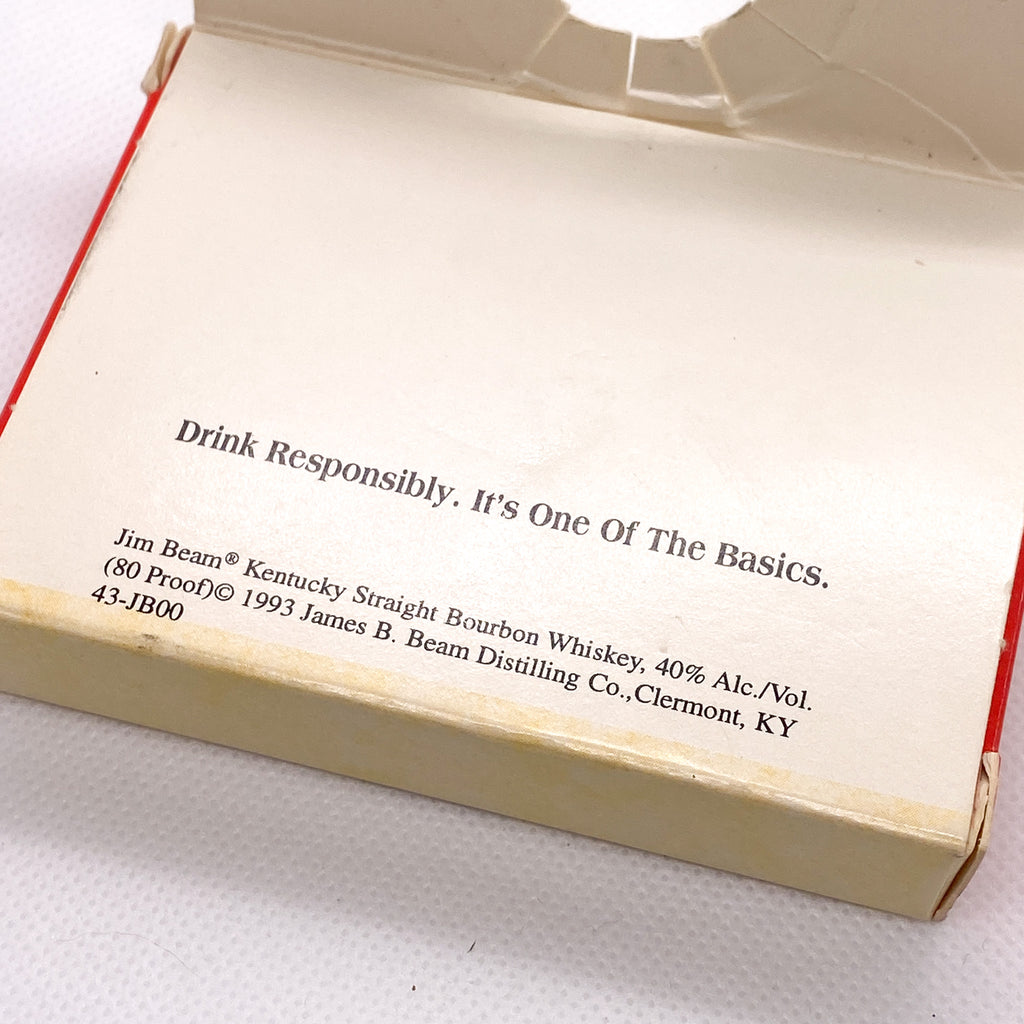 Drink Responsibly. It's One Of The Basics.
Jim Beam® Kentucky Straight Bourbon Whiskey, 40% Alc./Vol.
(80 Proof)© 1993 James B. Beam Distilling Co.,Clermont, KY
43-JB00